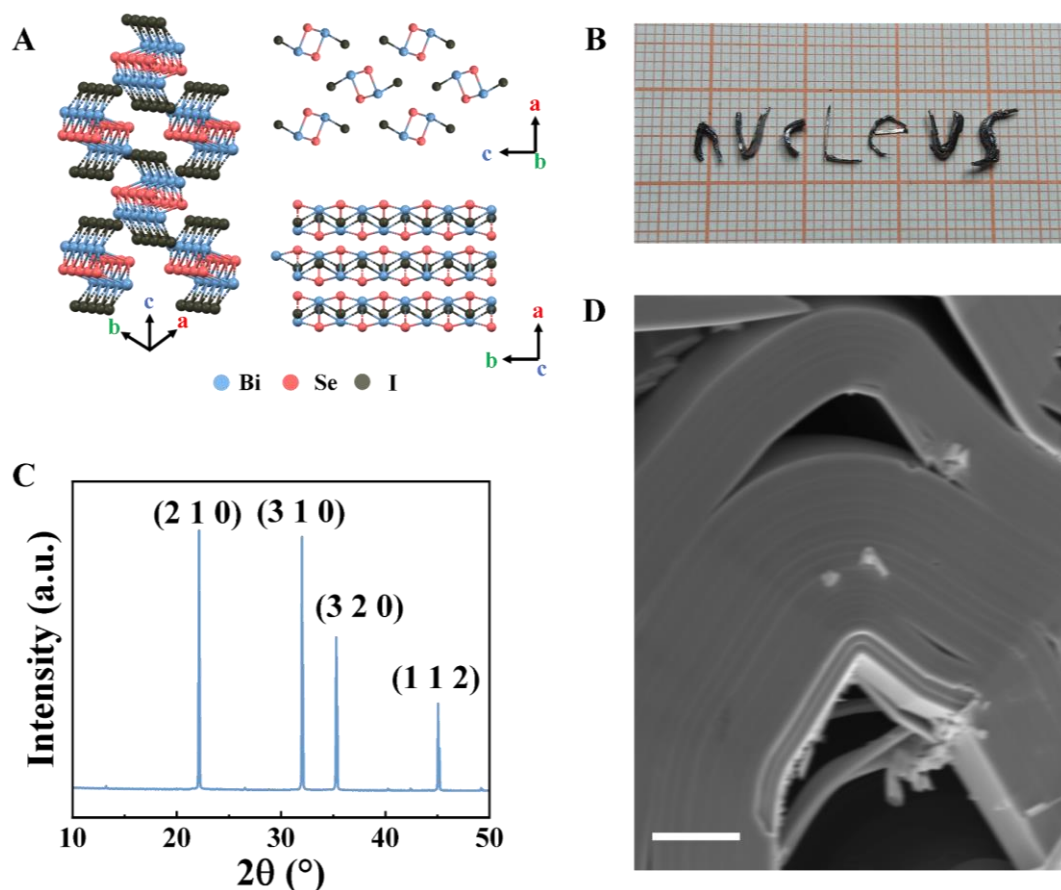 A
a
c
b
a
b
c
c
b
a
Bi Se I
B
nucLeus
C
(2 1 0)
(3 1 0)
(3 2 0)
(1 1 2)
Intensity (a.u.)
10 20 30 40 50
2θ (°)
D